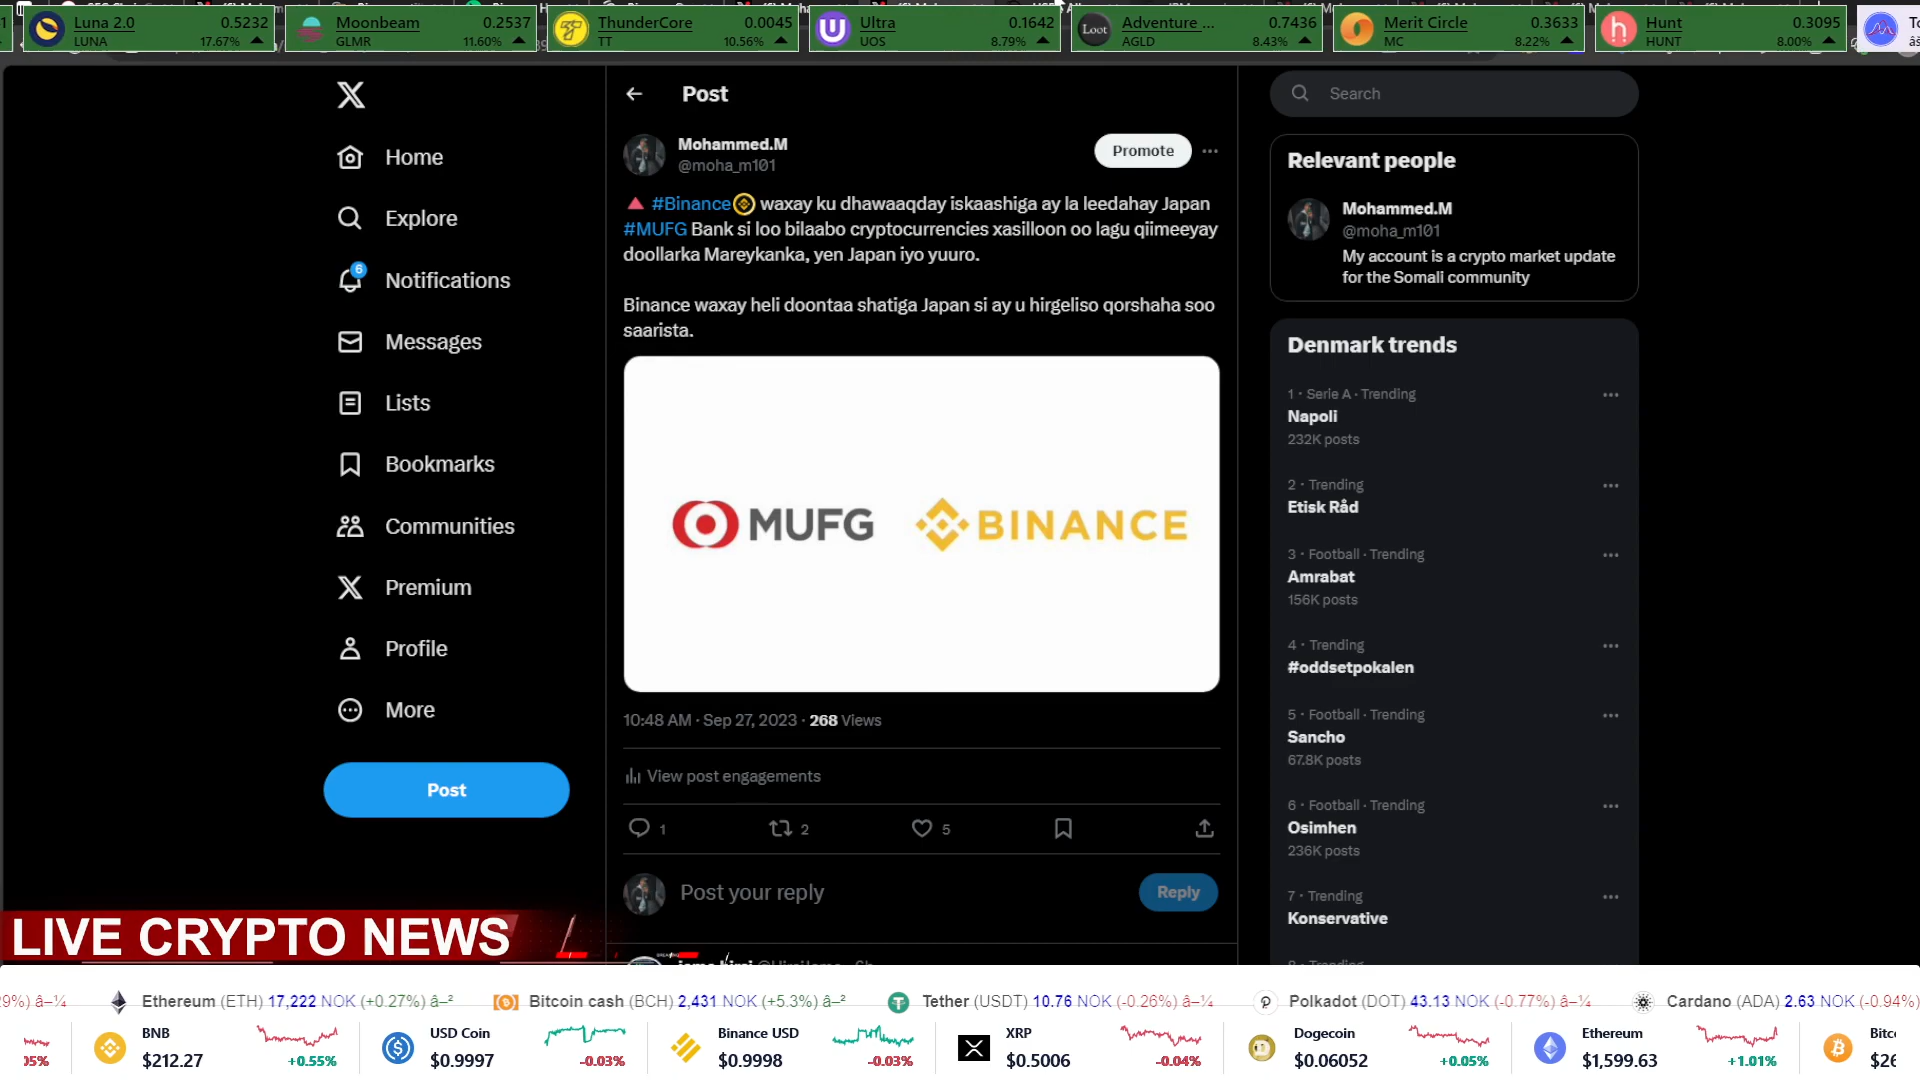 Luna 2.0 0.5232
LUNA 17.67%
Moonbeam 0.2537
GLMR 11.60%
ThunderCore 0.0045
TT 10.56%
Ultra 0.1642
UOS 8.79%
Loot
Adventure ... 0.7436
AGLD 8.43%
Merit Circle 0.3633
MC 8.22%
Hunt 0.3095
HUNT 8.00%
X
Home
Explore
6
Notifications
Messages
Lists
Bookmarks
Communities
Premium
Profile
More
Post
Post
Mohammed.M
@moha_m101
Promote
#Binance waxay ku dhawaaqday iskaashiga ay la leedahay Japan
#MUFG Bank si loo bilaabo cryptocurrencies xasilloon oo lagu qiimeeyay
doollarka Mareykanka, yen Japan iyo yuuro.
Binance waxay heli doontaa shatiga Japan si ay u hirgeliso qorshaha soo
saarista.
MUFG BINANCE
10:48 AM · Sep 27, 2023 · 268 Views
View post engagements
1 2 5
Post your reply
Reply
Search
Relevant people
Mohammed.M
@moha_m101
My account is a crypto market update
for the Somali community
Denmark trends
1 · Serie A · Trending
Napoli
232K posts
2 · Trending
Etisk Råd
3 · Football · Trending
Amrabat
156K posts
4 · Trending
#oddsetpokalen
5 · Football · Trending
Sancho
67.8K posts
6 · Football · Trending
Osimhen
236K posts
7 · Trending
Konservative
LIVE CRYPTO NEWS
Ethereum (ETH) 17,222 NOK (+0.27%) â–² Bitcoin cash (BCH) 2,431 NOK (+5.3%) â–² Tether (USDT) 10.76 NOK (-0.26%) â–¼ Polkadot (DOT) 43.13 NOK (-0.77%) â–¼ Cardano (ADA) 2.63 NOK (-0.94%)
BNB
$212.27 +0.55%
USD Coin
$0.9997 -0.03%
Binance USD
$0.9998 -0.03%
XRP
$0.5006 -0.04%
Dogecoin
$0.06052 +0.05%
Ethereum
$1,599.63 +1.01%